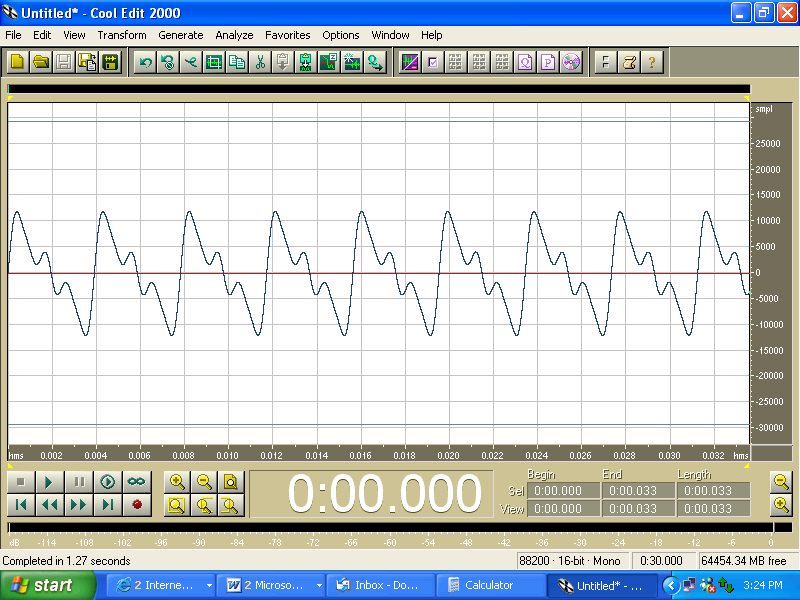 Untitled* - Cool Edit 2000
File Edit View Transform Generate Analyze Favorites Options Window Help
Q P
F ?
smpl
25000
20000
15000
10000
5000
0
-5000
-10000
-15000
-20000
-25000
-30000
hms 0.002 0.004 0.006 0.008 0.010 0.012 0.014 0.016 0.018 0.020 0.022 0.024 0.026 0.028 0.030 0.032 hms
0:00.000
Begin End Length
Sel 0:00.000 0:00.033 0:00.033
View 0:00.000 0:00.033 0:00.033
dB -114 -108 -102 -96 -90 -84 -78 -72 -66 -60 -54 -48 -42 -36 -30 -24 -18 -12 -6 0
Completed in 1.27 seconds 88200 · 16-bit · Mono 0:30.000 64454.34 MB free
start 2 Interne... 2 Microso... Inbox - Do... Calculator Untitled* - ... 3:24 PM